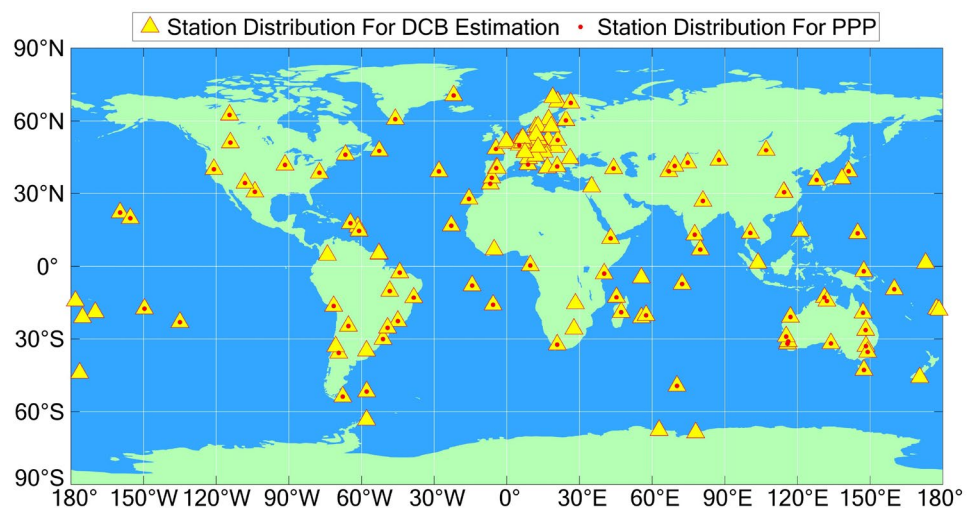 Station Distribution For DCB Estimation Station Distribution For PPP
90°N
60°N
30°N
0°
30°S
60°S
90°S
180° 150°W 120°W 90°W 60°W 30°W 0° 30°E 60°E 90°E 120°E 150°E 180°